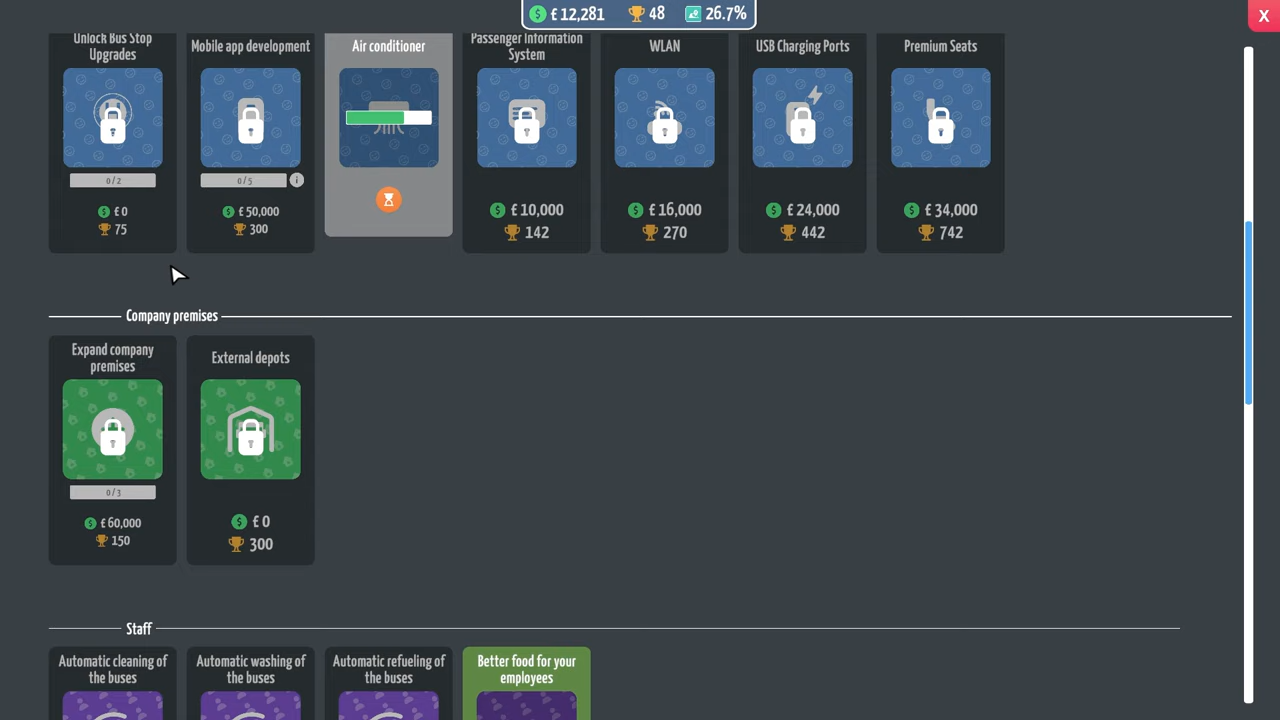 £ 12,281 48 26.7%
X
Unlock Bus Stop
Upgrades
Mobile app development
Air conditioner
Passenger Information
System
WLAN
USB Charging Ports
Premium Seats
0/2
0/5
i
£ 0
75
£ 50,000
300
£ 10,000
142
£ 16,000
270
£ 24,000
442
£ 34,000
742
Company premises
Expand company
premises
External depots
0/3
£ 60,000
150
£ 0
300
Staff
Automatic cleaning of
the buses
Automatic washing of
the buses
Automatic refueling of
the buses
Better food for your
employees